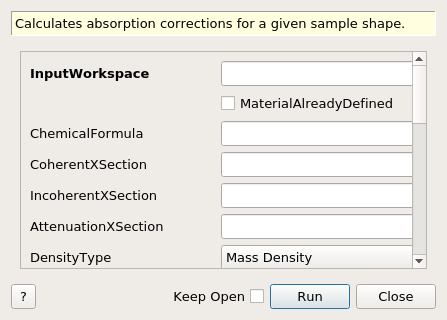 Calculates absorption corrections for a given sample shape.
InputWorkspace
MaterialAlreadyDefined
ChemicalFormula
CoherentXSection
IncoherentXSection
AttenuationXSection
DensityType Mass Density
? Keep Open Run Close